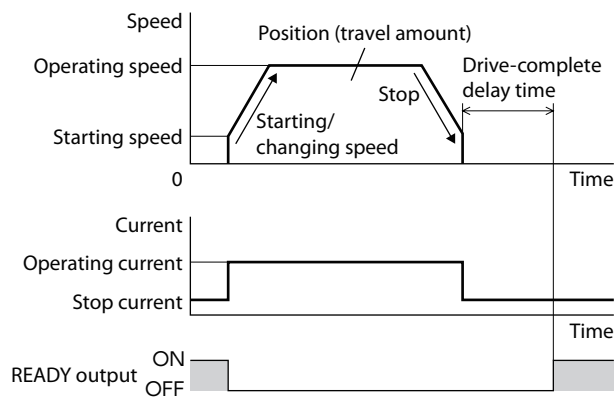 Speed
Position (travel amount)
Operating speed
Drive-complete
delay time
Stop
Starting speed
Starting/
changing speed
0
Time
Current
Operating current
Stop current
Time
ON
READY output
OFF